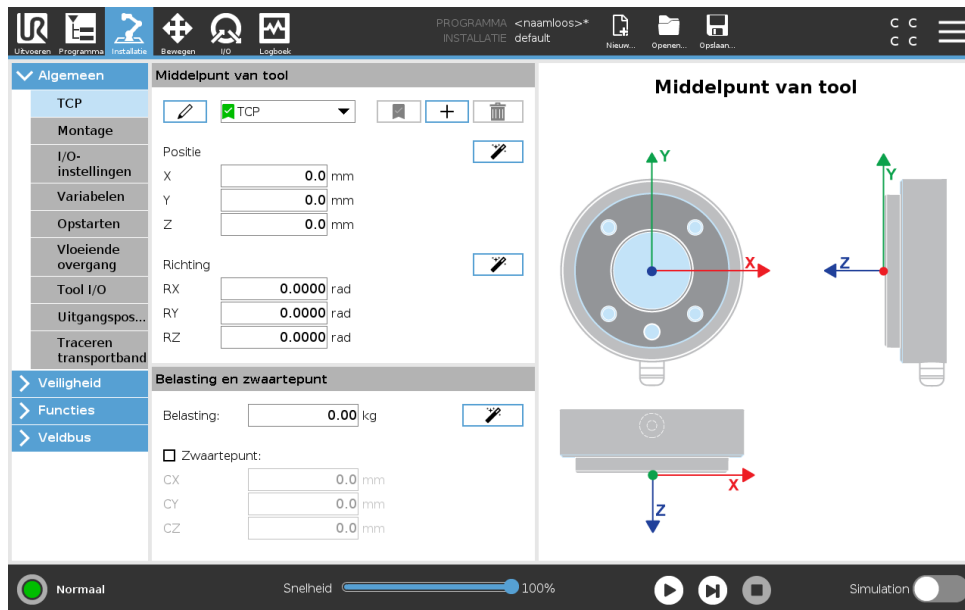 PROGRAMMA <naamloos>*
INSTALLATIE default
Uitvoeren Programma Installatie Bewegen I/O Logboek Nieuw... Openen... Opslaan...
C C
C C
Algemeen
TCP
Montage
I/O-
instellingen
Variabelen
Opstarten
Vloeiende
overgang
Tool I/O
Uitgangspos...
Traceren
transportband
Veiligheid
Functies
Veldbus
Middelpunt van tool
TCP
Positie
X 0.0 mm
Y 0.0 mm
Z 0.0 mm
Richting
RX 0.0000 rad
RY 0.0000 rad
RZ 0.0000 rad
Belasting en zwaartepunt
Belasting: 0.00 kg
Zwaartepunt:
CX 0.0 mm
CY 0.0 mm
CZ 0.0 mm
Middelpunt van tool
Y
X
Y
Z
X
Z
Normaal
Snelheid 100%
Simulation